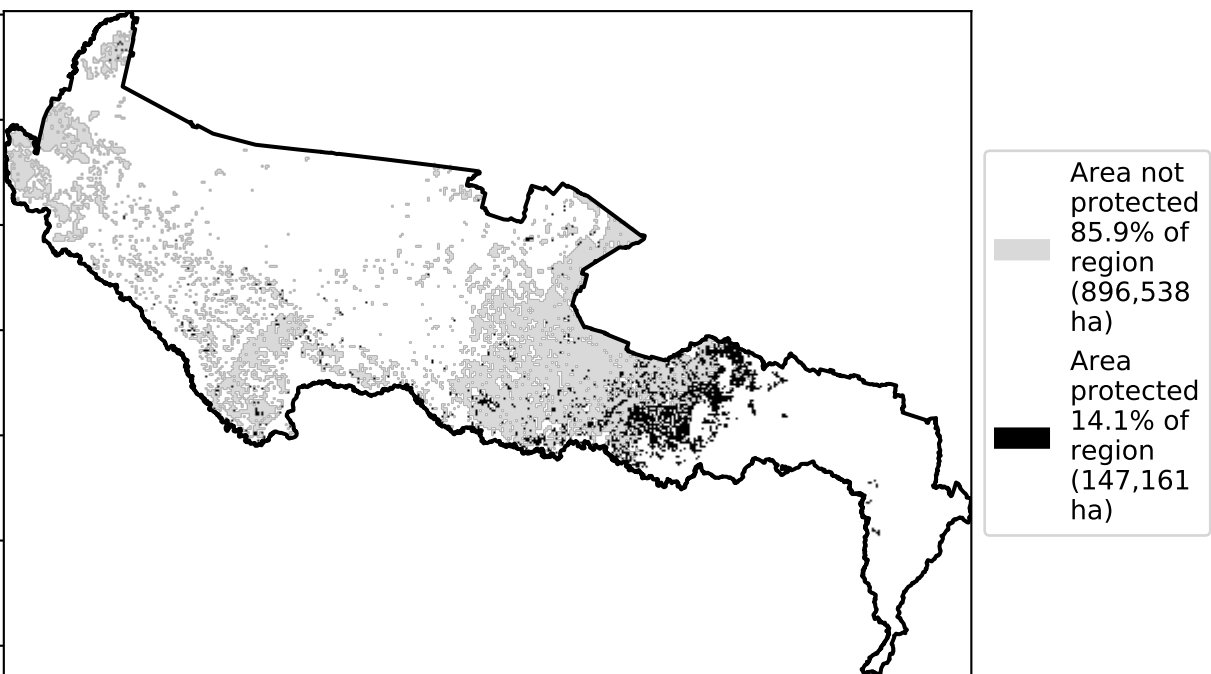 Area not
protected
85.9% of
region
(896,538
ha)
Area
protected
14.1% of
region
(147,161
ha)